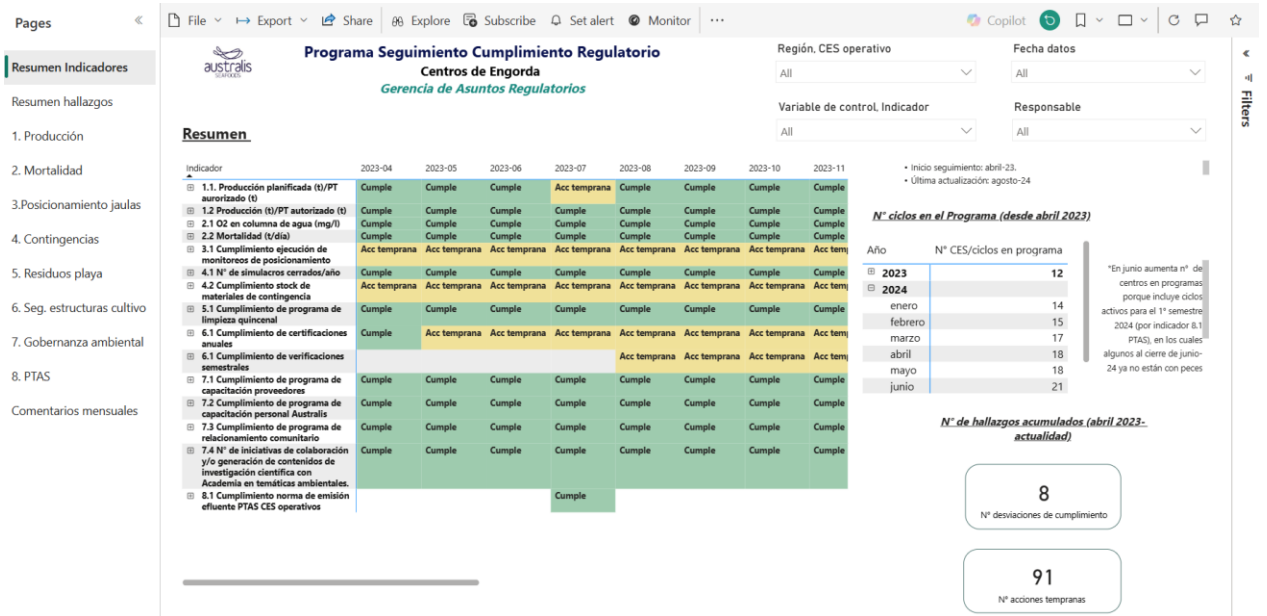 Pages
File
Export
Share
Explore
Subscribe
Set alert
Monitor
Copilot
Resumen Indicadores
Resumen hallazgos
1. Producción
2. Mortalidad
3.Posicionamiento jaulas
4. Contingencias
5. Residuos playa
6. Seg. estructuras cultivo
7. Gobernanza ambiental
8. PTAS
Comentarios mensuales
australis
SEAFOODS
Programa Seguimiento Cumplimiento Regulatorio
Centros de Engorda
Gerencia de Asuntos Regulatorios
Región, CES operativo
All
Fecha datos
All
Variable de control, Indicador
All
Responsable
All
Filters
Resumen
Indicador 2023-04 2023-05 2023-06 2023-07 2023-08 2023-09 2023-10 2023-11
1.1. Producción planificada (t)/PT Cumple Cumple Cumple Acc temprana Cumple Cumple Cumple Cumple
aurorizado (t)
1.2 Producción (t)/PT autorizado (t) Cumple Cumple Cumple Cumple Cumple Cumple Cumple Cumple
2.1 O2 en columna de agua (mg/l) Cumple Cumple Cumple Cumple Cumple Cumple Cumple Cumple
2.2 Mortalidad (t/día) Cumple Cumple Cumple Cumple Cumple Cumple Cumple Cumple
3.1 Cumplimiento ejecución de Acc temprana Acc temprana Acc temprana Acc temprana Acc temprana Acc temprana Acc temprana Acc tem
monitoreos de posicionamiento
4.1 N° de simulacros cerrados/año Cumple Cumple Cumple Cumple Cumple Cumple Cumple Cumple
4.2 Cumplimiento stock de Acc temprana Acc temprana Acc temprana Acc temprana Acc temprana Acc temprana Acc temprana Acc tem
materiales de contingencia
5.1 Cumplimiento de programa de Cumple Cumple Cumple Cumple Cumple Cumple Cumple Cumple
limpieza quincenal
6.1 Cumplimiento de certificaciones Cumple Acc temprana Acc temprana Acc temprana Acc temprana Acc temprana Acc temprana Acc tem
anuales
6.1 Cumplimiento de verificaciones Acc temprana Acc temprana Acc temprana Acc tem
semestrales
7.1 Cumplimiento de programa de Cumple Cumple Cumple Cumple Cumple Cumple Cumple Cumple
capacitación proveedores
7.2 Cumplimiento de programa de Cumple Cumple Cumple Cumple Cumple Cumple Cumple Cumple
capacitación personal Australis
7.3 Cumplimiento de programa de Cumple Cumple Cumple Cumple Cumple Cumple Cumple Cumple
relacionamiento comunitario
7.4 N° de iniciativas de colaboración Cumple Cumple Cumple Cumple Cumple Cumple Cumple Cumple
y/o generación de contenidos de
investigación científica con
Academia en temáticas ambientales.
8.1 Cumplimiento norma de emisión Cumple
efluente PTAS CES operativos
• Inicio seguimiento: abril-23.
• Última actualización: agosto-24
N° ciclos en el Programa (desde abril 2023)
Año N° CES/ciclos en programa
2023 12
2024
enero 14
febrero 15
marzo 17
abril 18
mayo 18
junio 21
*En junio aumenta n° de
centros en programas
porque incluye ciclos
activos para el 1° semestre
2024 (por indicador 8.1
PTAS), en los cuales
algunos al cierre de junio-
24 ya no están con peces
N° de hallazgos acumulados (abril 2023-
actualidad)
8
N° desviaciones de cumplimiento
91
N° acciones tempranas